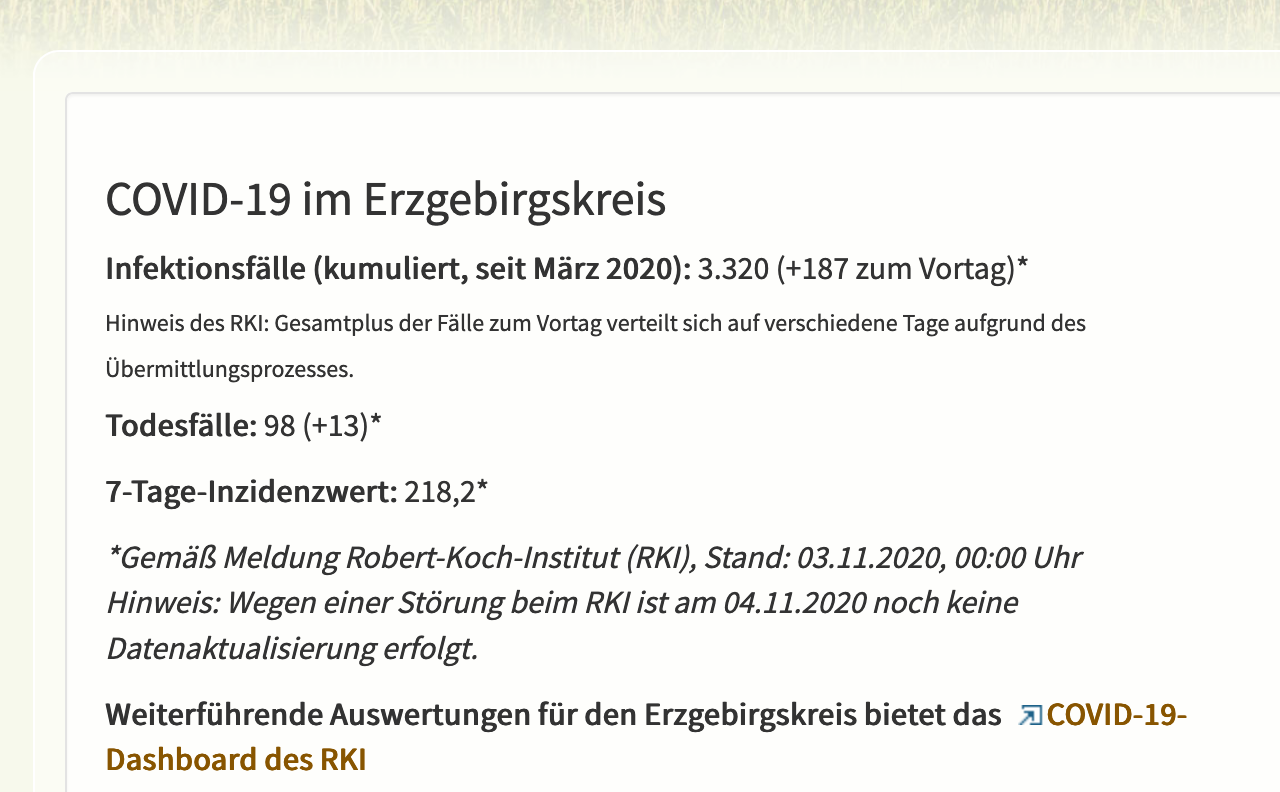 COVID-19 im Erzgebirgskreis
Infektionsfälle (kumuliert, seit März 2020): 3.320 (+187 zum Vortag)*
Hinweis des RKI: Gesamtplus der Fälle zum Vortag verteilt sich auf verschiedene Tage aufgrund des
Übermittlungsprozesses.
Todesfälle: 98 (+13)*
7-Tage-Inzidenzwert: 218,2*
*Gemäß Meldung Robert-Koch-Institut (RKI), Stand: 03.11.2020, 00:00 Uhr
Hinweis: Wegen einer Störung beim RKI ist am 04.11.2020 noch keine
Datenaktualisierung erfolgt.
Weiterführende Auswertungen für den Erzgebirgskreis bietet das COVID-19-
Dashboard des RKI